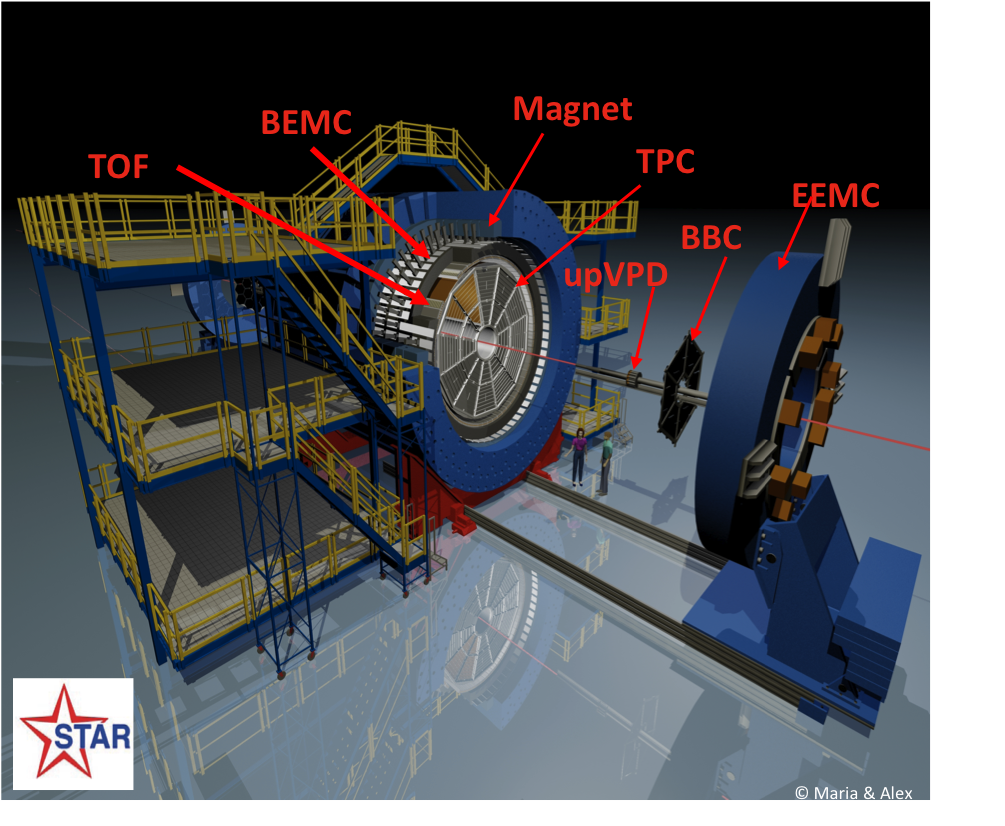 Magnet
BEMC
TOF
TPC
EEMC
BBC
upVPD
STAR
© Maria & Alex